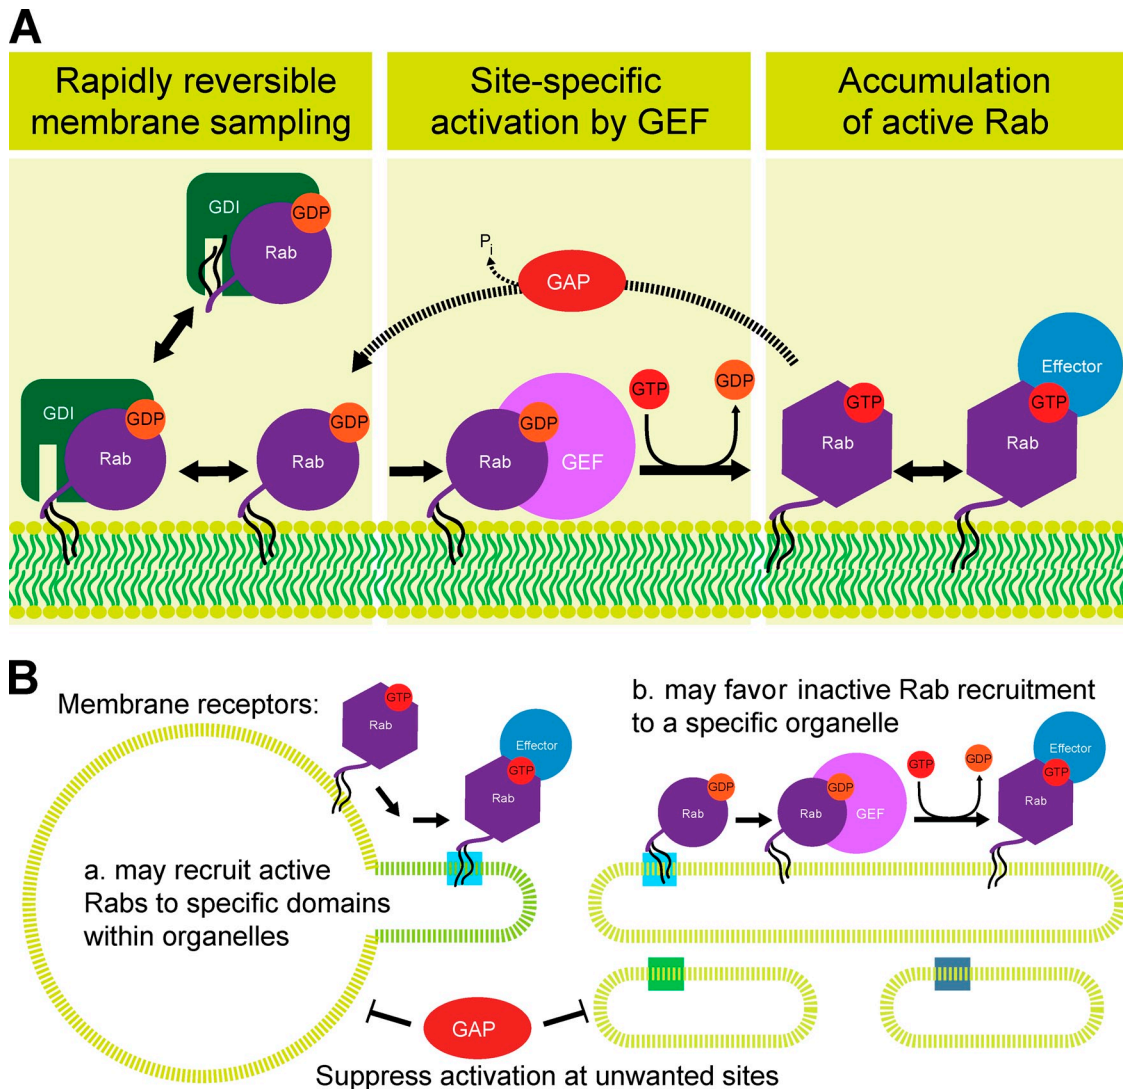 A
Rapidly reversible
membrane sampling
Site-specific
activation by GEF
Accumulation
of active Rab
GDI
GDP
Rab
Pi
GAP
Effector
GDI
GDP
Rab
GDP
Rab
GDP
Rab
GEF
GTP
GDP
GTP
Rab
GTP
Rab
B
Membrane receptors:
GTP
Rab
Effector
GTP
Rab
a. may recruit active
Rabs to specific domains
within organelles
b. may favor inactive Rab recruitment
to a specific organelle
GDP
Rab
GDP
Rab
GEF
GTP
GDP
Effector
GTP
Rab
GAP
Suppress activation at unwanted sites